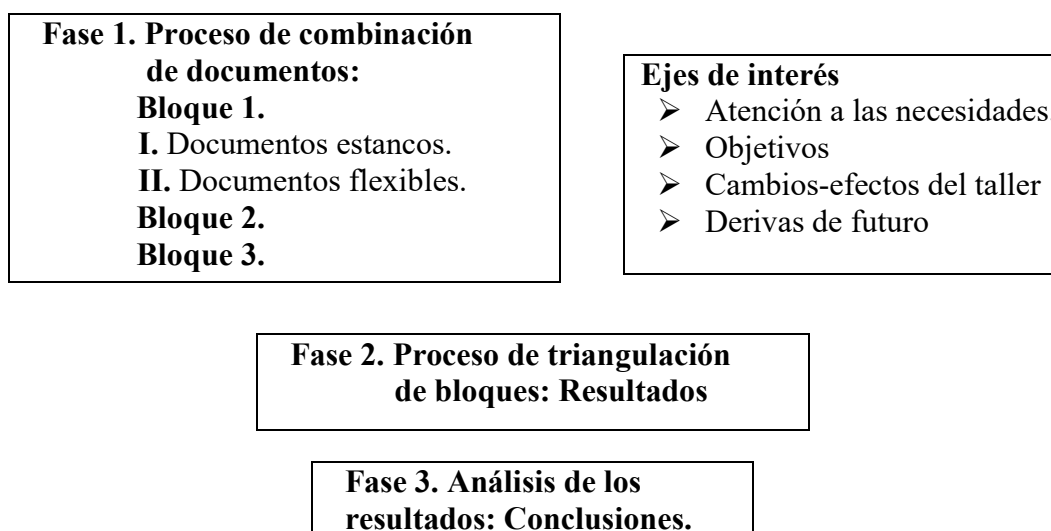 Fase 1. Proceso de combinación
de documentos:
Bloque 1.
I. Documentos estancos.
II. Documentos flexibles.
Bloque 2.
Bloque 3.
Ejes de interés
➢ Atención a las necesidades.
➢ Objetivos
➢ Cambios-efectos del taller
➢ Derivas de futuro
Fase 2. Proceso de triangulación
de bloques: Resultados
Fase 3. Análisis de los
resultados: Conclusiones.